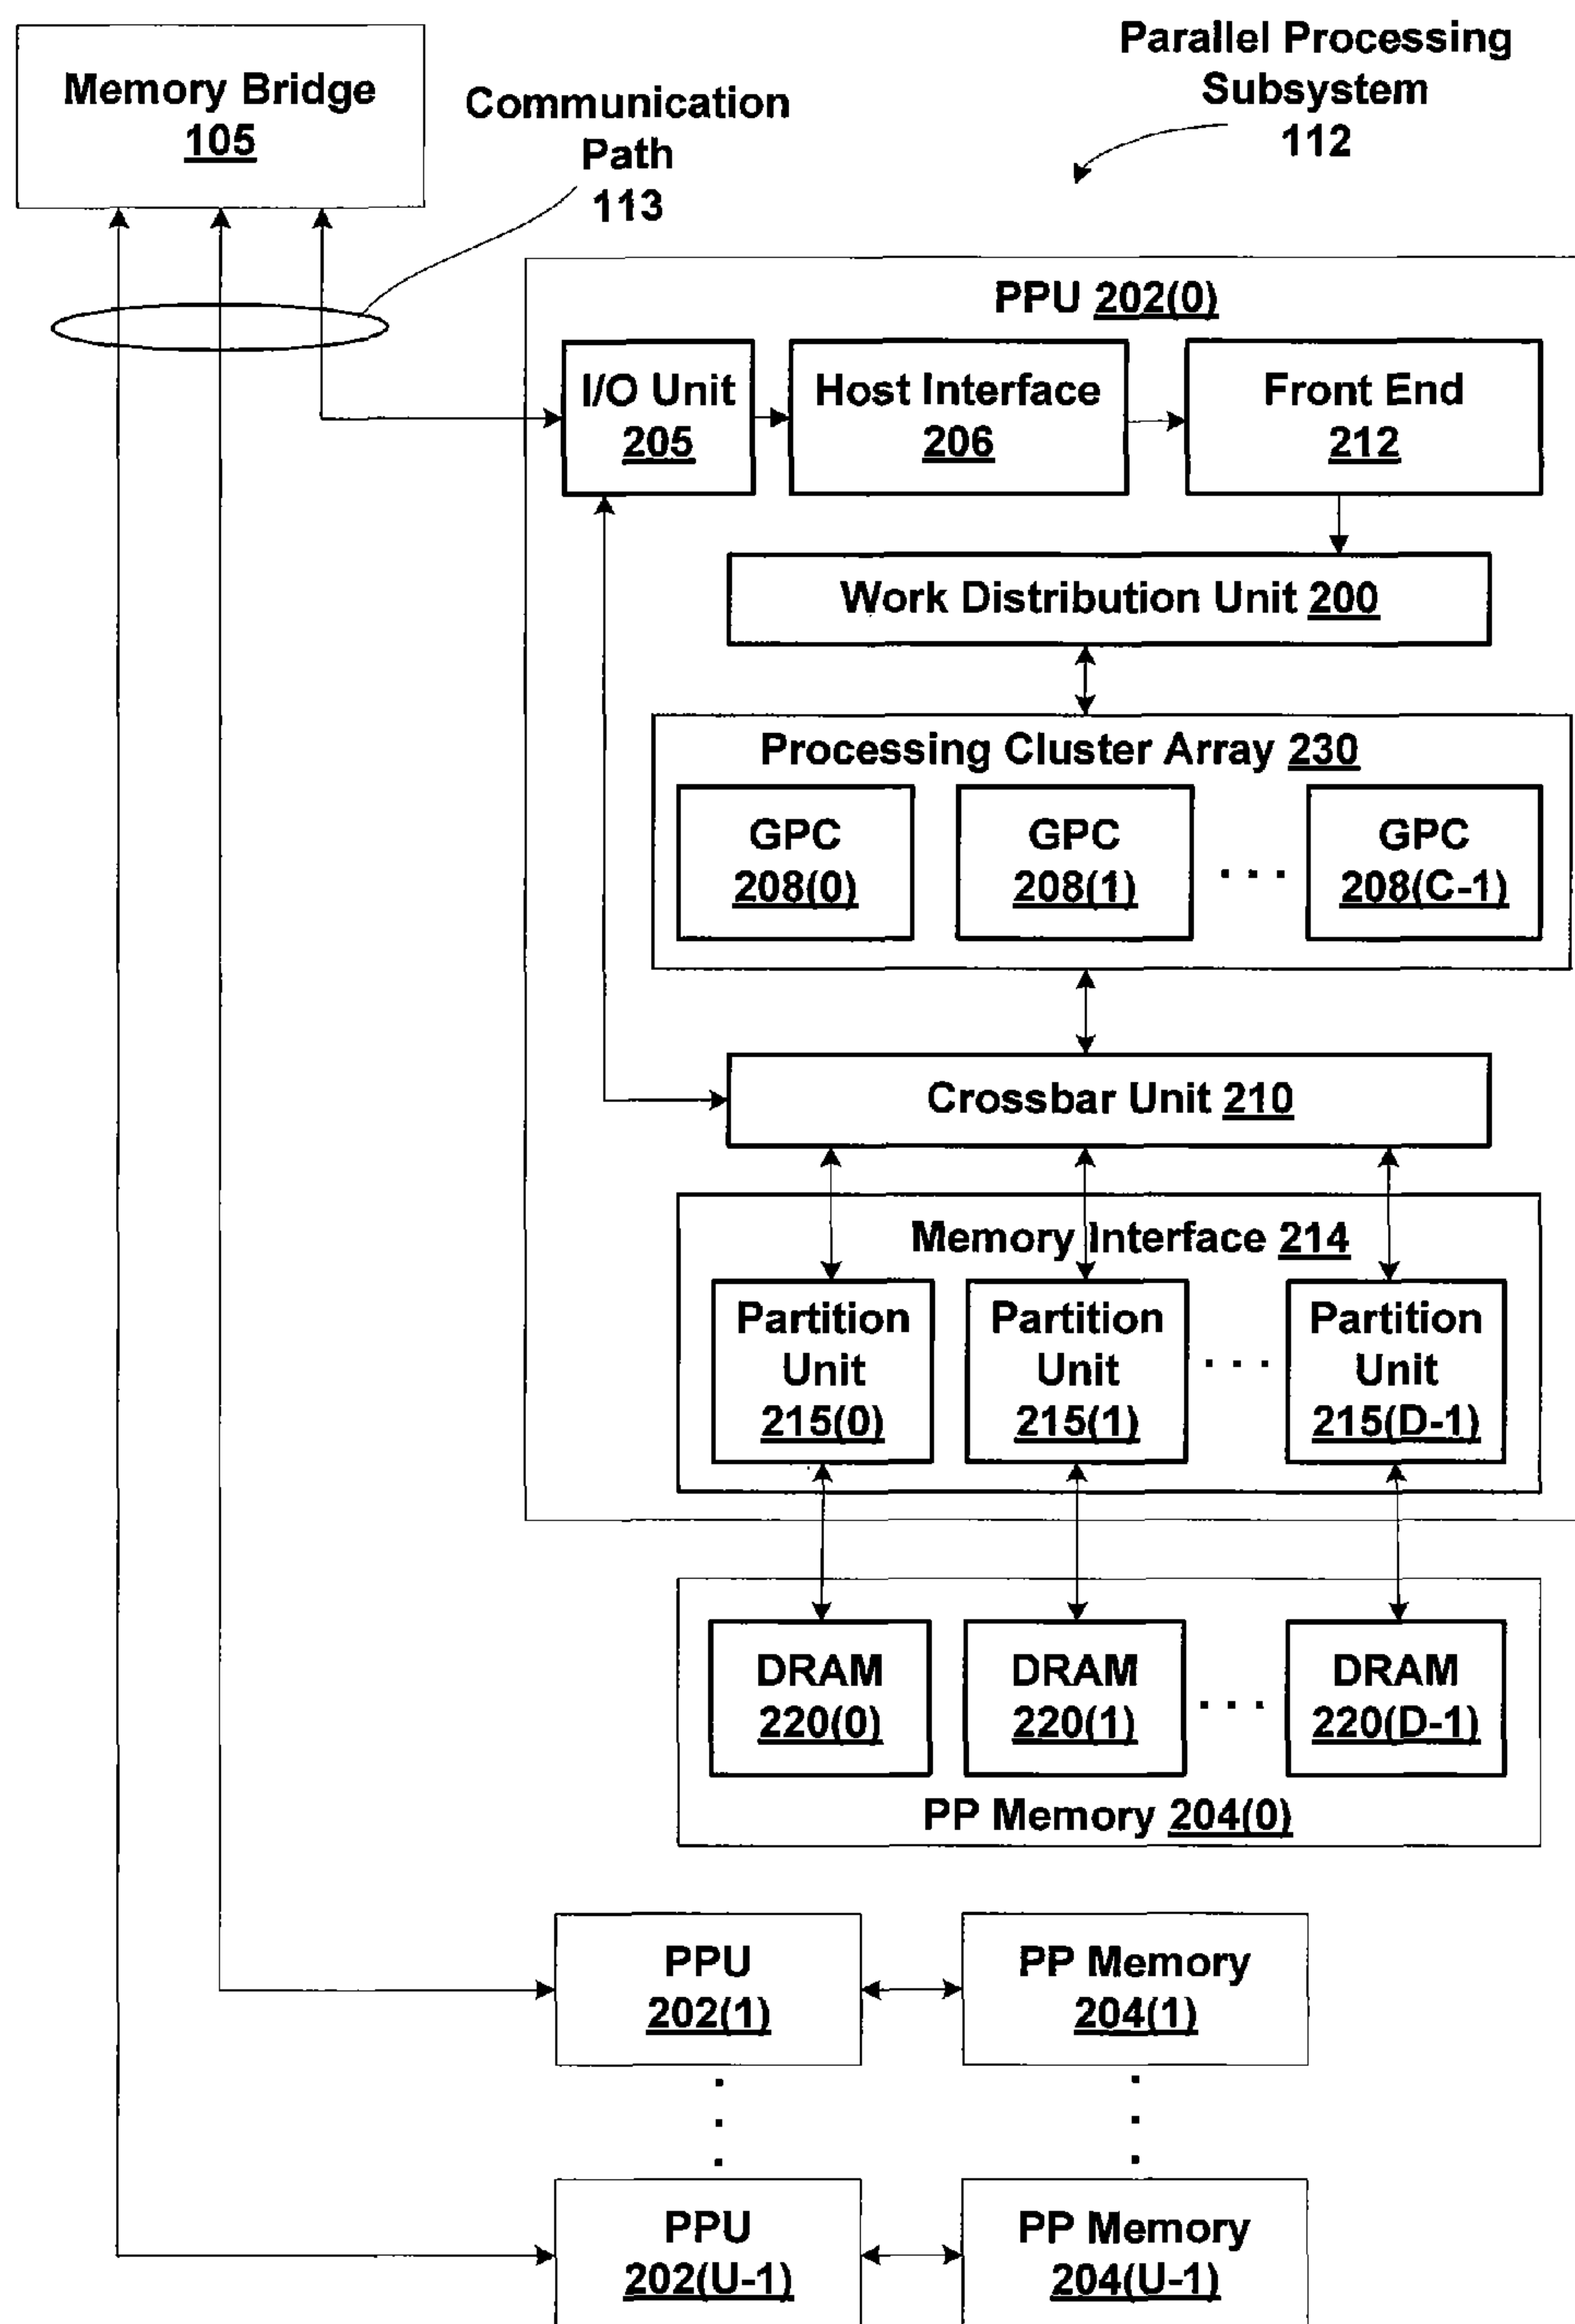 Memory Bridge
105
Communication
Path
113
Parallel Processing
Subsystem
112
PPU 202(0)
I/O Unit
205
Host Interface
206
Front End
212
Work Distribution Unit 200
Processing Cluster Array 230
GPC
208(0)
GPC
208(1)
. . .
GPC
208(C-1)
Crossbar Unit 210
Memory Interface 214
Partition
Unit
215(0)
Partition
Unit
215(1)
. . .
Partition
Unit
215(D-1)
DRAM
220(0)
DRAM
220(1)
. . .
DRAM
220(D-1)
PP Memory 204(0)
PPU
202(1)
PP Memory
204(1)
PPU
202(U-1)
PP Memory
204(U-1)